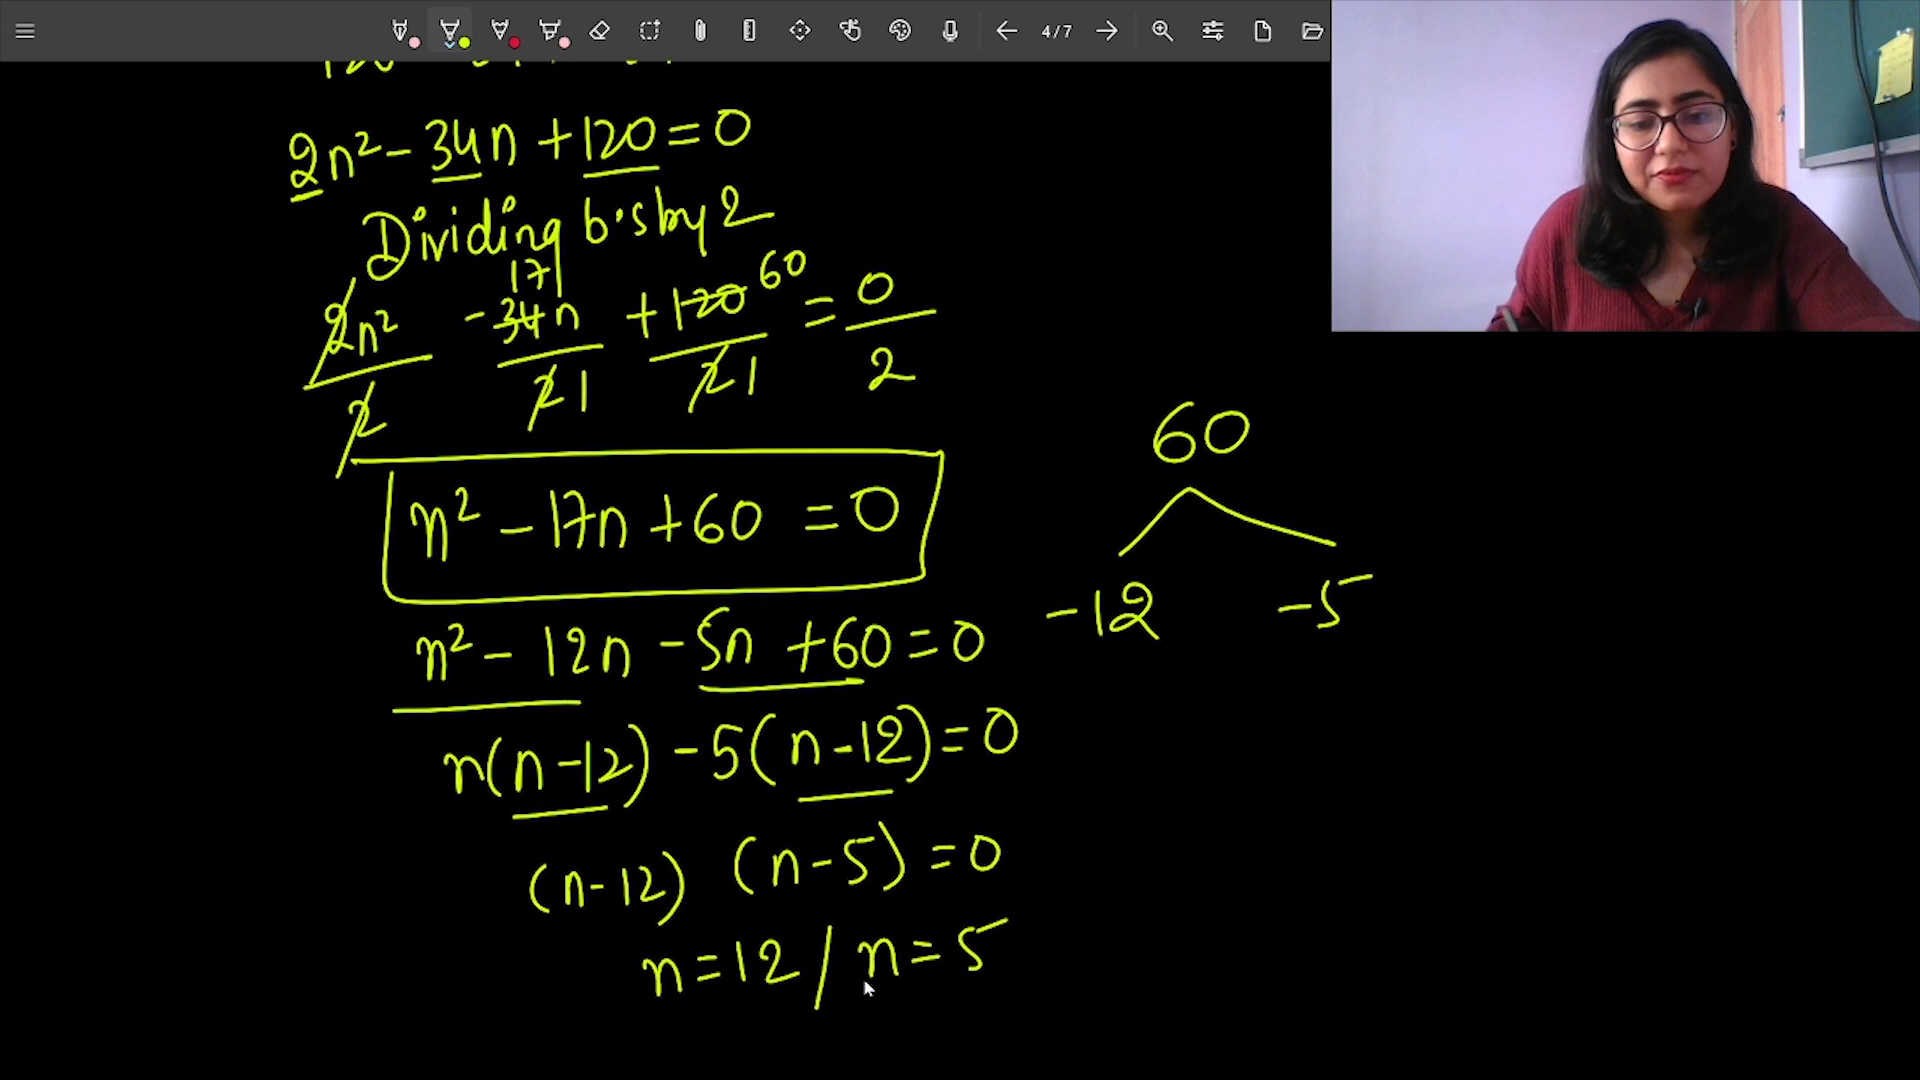 4/7
2n² - 34n + 120 = 0
Dividing b·s by 2
17 60
2n²/2 - 34n/2 1 + 120/2 1 = 0/2
60
n² - 17n + 60 = 0
-12 -5
n² - 12n - 5n + 60 = 0
n(n-12) - 5(n-12) = 0
(n-12) (n-5) = 0
n = 12 / n = 5